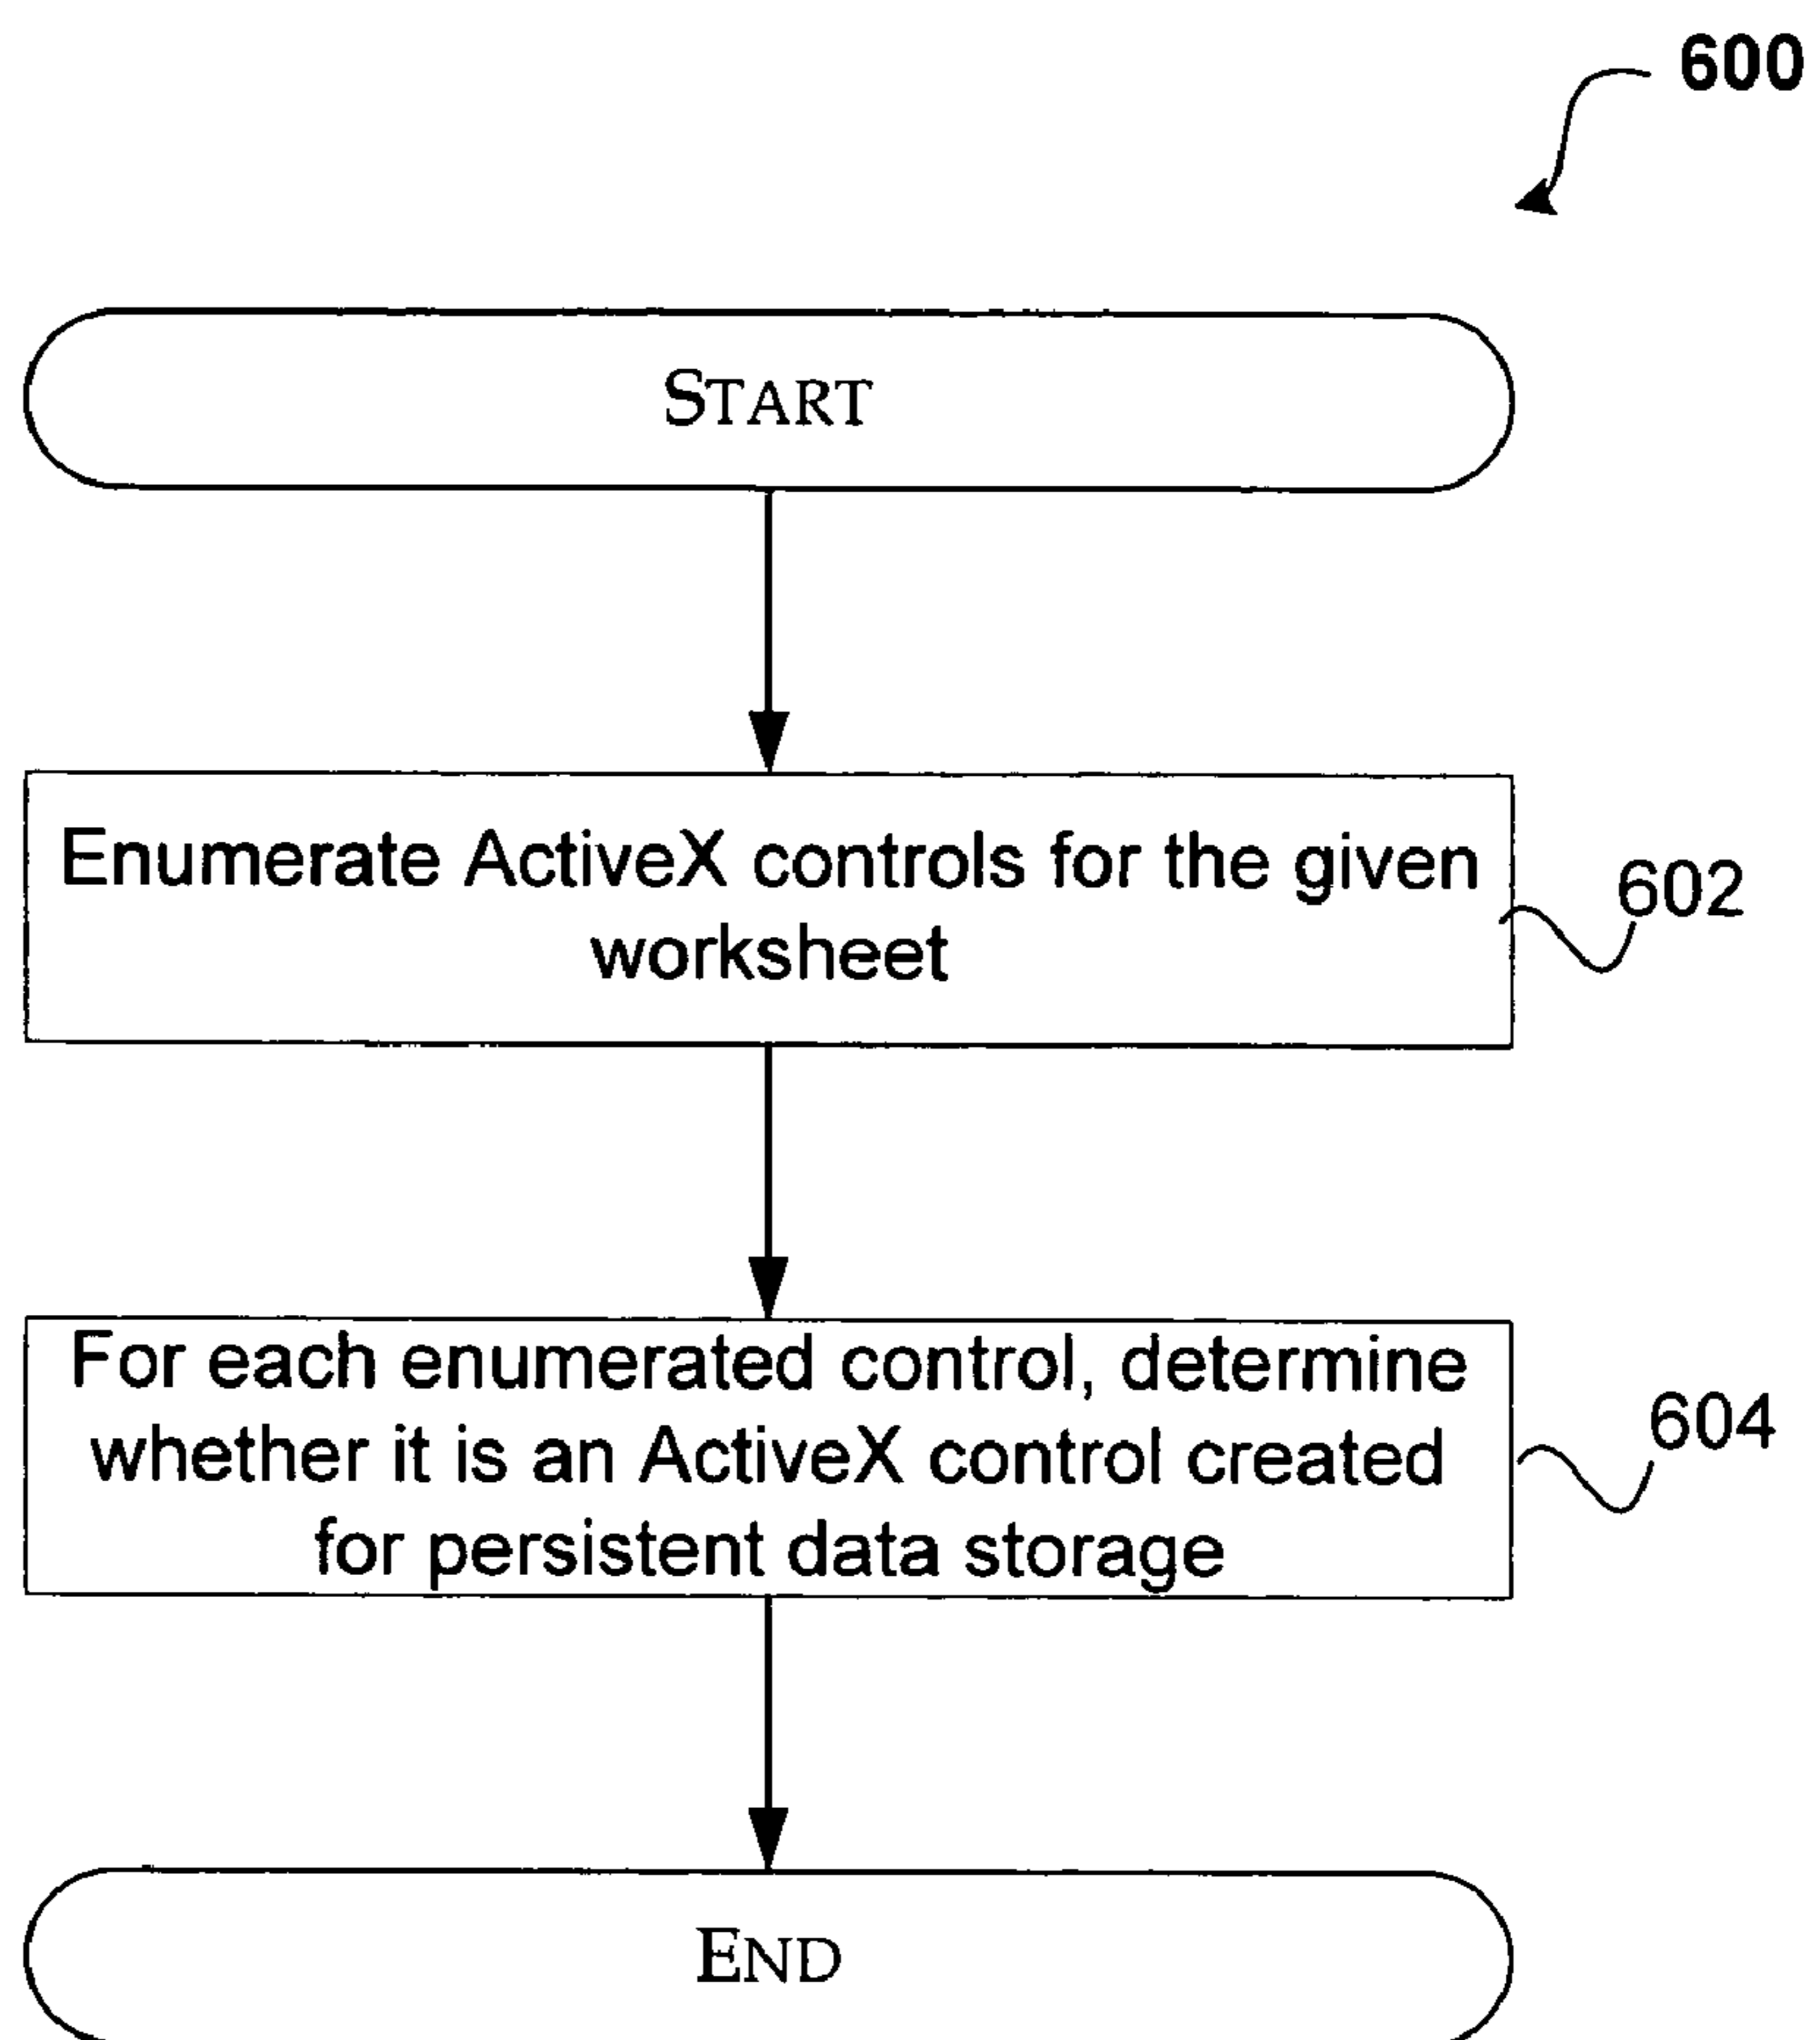 600
START
Enumerate ActiveX controls for the given
worksheet
602
For each enumerated control, determine
whether it is an ActiveX control created
for persistent data storage
604
END